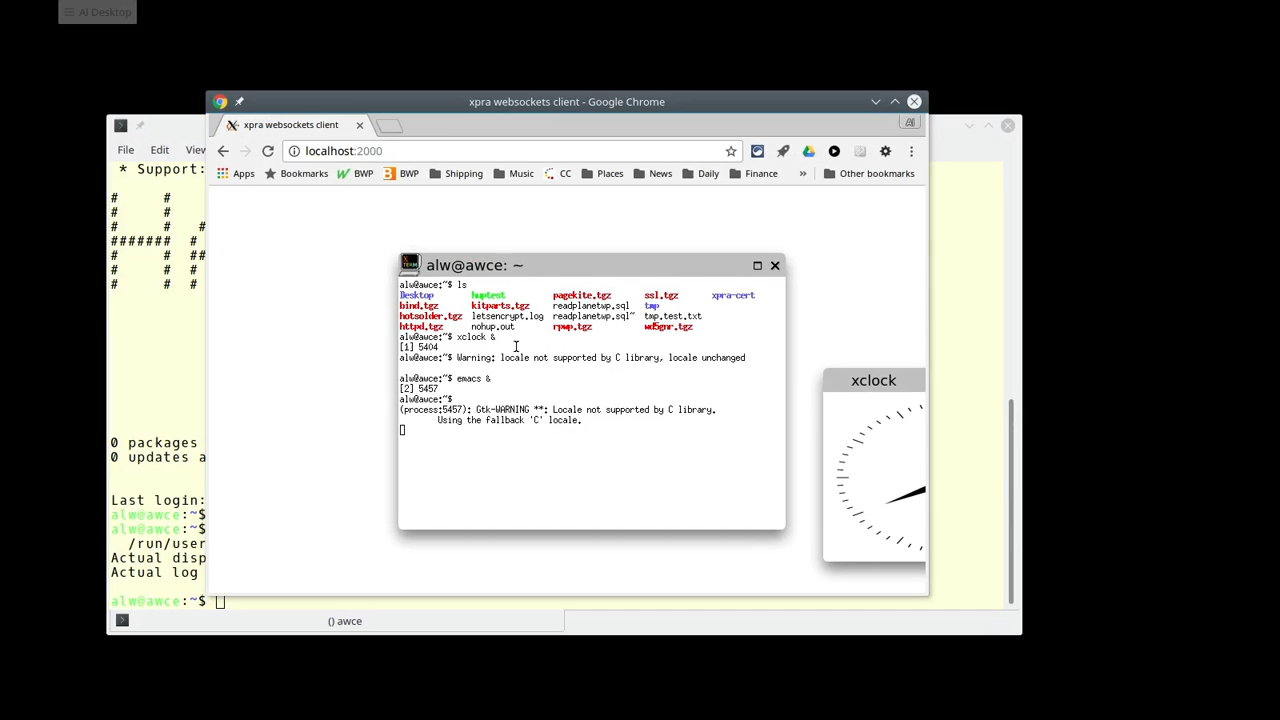 Al Desktop
xpra websockets client - Google Chrome
xpra websockets client
Al
localhost:2000
Apps Bookmarks BWP BWP Shipping Music CC Places News Daily Finance » Other bookmarks
File Edit View
* Support:
# #
# #
# # #
####### #
# # ##
# # #
# # #
0 packages
0 updates a
Last login:
alw@awce:~$
alw@awce:~$
/run/user
Actual disp
Actual log
alw@awce:~$
() awce
alw@awce: ~
alw@awce:~$ ls
Desktop huptest pagekite.tgz ssl.tgz xpra-cert
bind.tgz kitparts.tgz readplanetwp.sql tmp
hotsolder.tgz letsencrypt.log readplanetwp.sql~ tmp.test.txt
httpd.tgz nohup.out rpwp.tgz wd5gnr.tgz
alw@awce:~$ xclock &
[1] 5404
alw@awce:~$ Warning: locale not supported by C library, locale unchanged
alw@awce:~$ emacs &
[2] 5457
alw@awce:~$
(process:5457): Gtk-WARNING **: Locale not supported by C library.
Using the fallback 'C' locale.
xclock